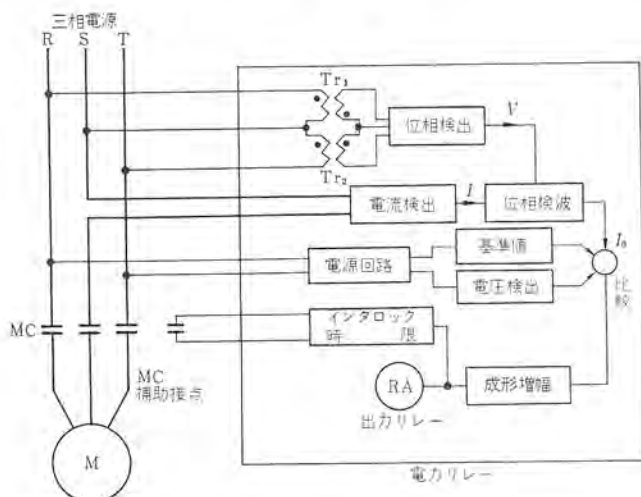 三相電源
R S T
Tr₁
位相検出
V
Tr₂
電流検出
I
位相検波
I₀
電源回路
基準値
電圧検出
比較
MC
インタロック
時 限
MC
補助接点
RA
成形増幅
出力リレー
M
電力リレー